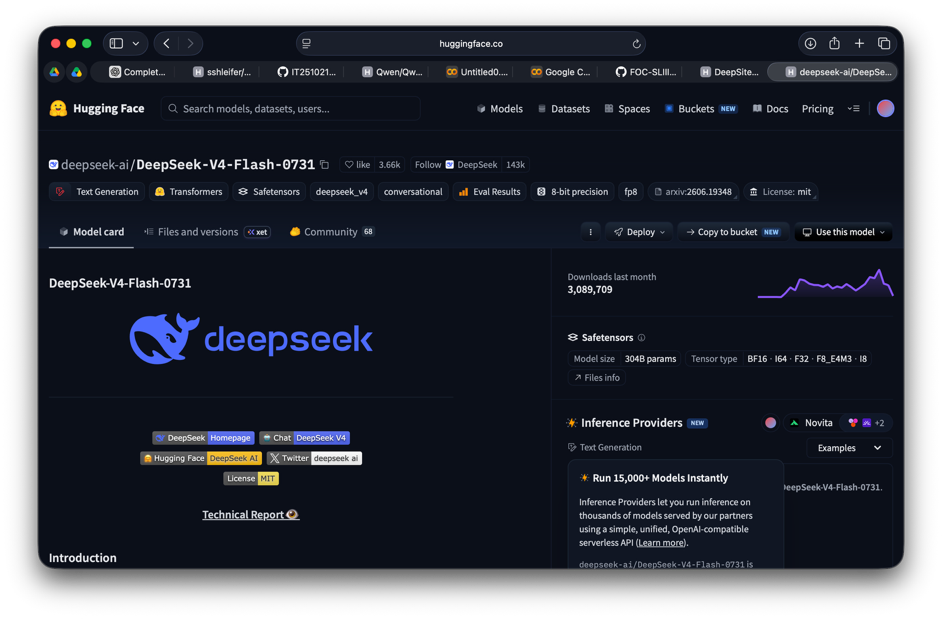 huggingface.co
Complet...
sshleifer/...
IT251021...
Qwen/Qw...
Untitled0....
Google C...
FOC-SLIII...
DeepSite...
deepseek-ai/DeepSe...
Hugging Face
Search models, datasets, users...
Models
Datasets
Spaces
Buckets NEW
Docs
Pricing
deepseek-ai/DeepSeek-V4-Flash-0731
like 3.66k
Follow DeepSeek 143k
Text Generation
Transformers
Safetensors
deepseek_v4
conversational
Eval Results
8-bit precision
fp8
arxiv:2606.19348
License: mit
Model card
Files and versions xet
Community 68
Deploy
Copy to bucket NEW
Use this model
DeepSeek-V4-Flash-0731
deepseek
DeepSeek Homepage
Chat DeepSeek V4
Hugging Face DeepSeek AI
Twitter deepseek ai
License MIT
Technical Report
Introduction
Downloads last month
3,089,709
Safetensors
Model size 304B params
Tensor type BF16 · I64 · F32 · F8_E4M3 · I8
Files info
Inference Providers NEW
Novita
+2
Text Generation
Examples
Run 15,000+ Models Instantly
Inference Providers let you run inference on
thousands of models served by our partners
using a simple, unified, OpenAI-compatible
serverless API (Learn more).
deepseek-ai/DeepSeek-V4-Flash-0731 is
DeepSeek-V4-Flash-0731.